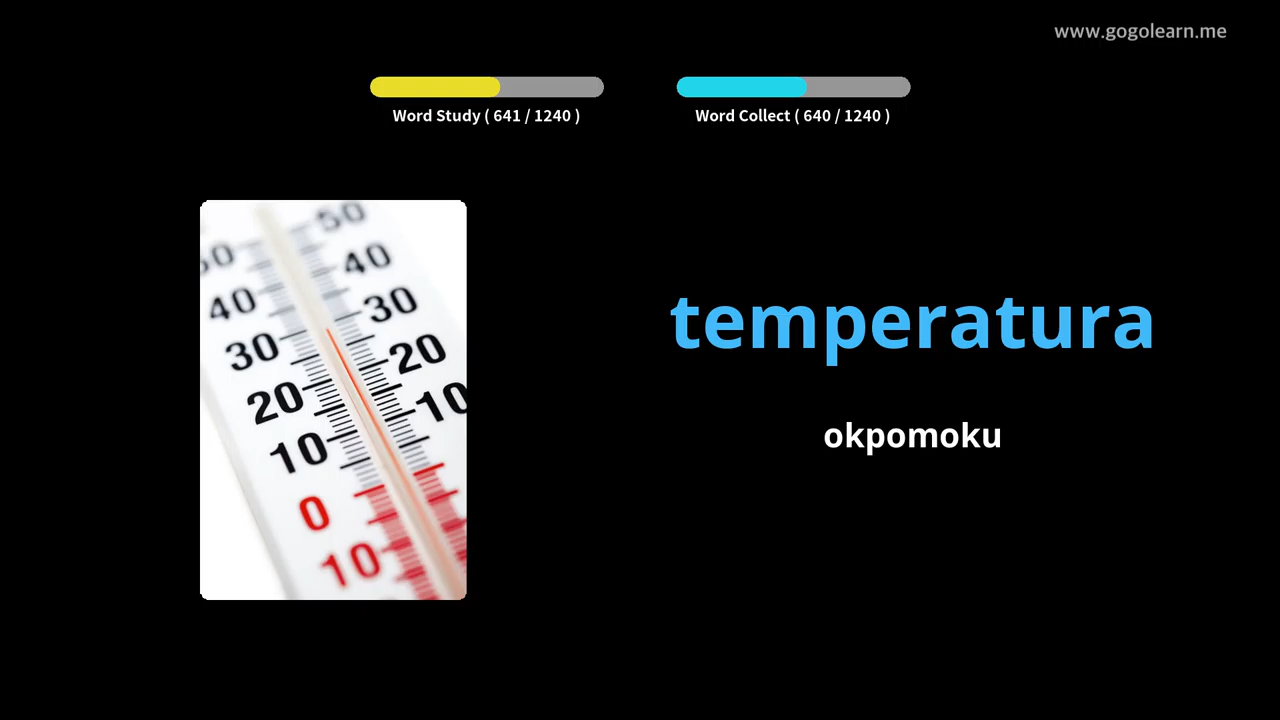 www.gogolearn.me
Word Study ( 641 / 1240 )
Word Collect ( 640 / 1240 )
50
50
40
40
30
30
20
20
10
10
0
10
temperatura
okpomoku